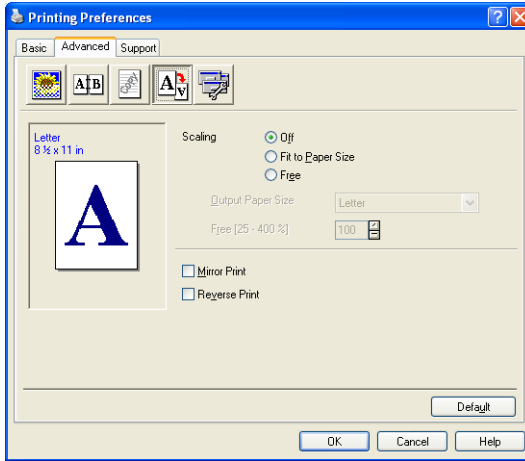 Printing Preferences
Basic Advanced Support
A B
Copy
A
Letter
8 ½ x 11 in
A
Scaling Off
Fit to Paper Size
Free
Output Paper Size Letter
Free [25 - 400 %] 100
Mirror Print
Reverse Print
Default
OK Cancel Help